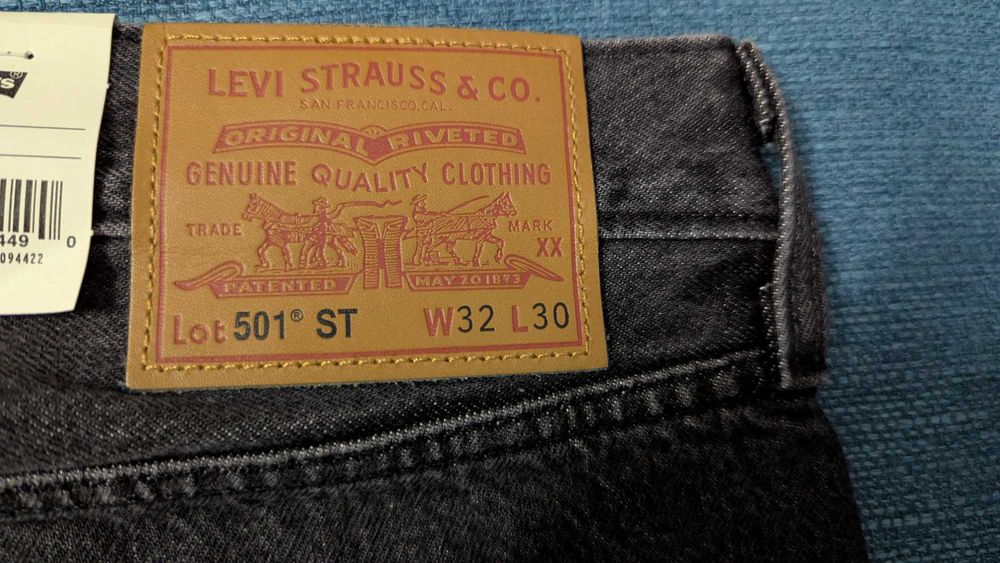 LEVI STRAUSS & CO.
SAN FRANCISCO, CAL.
ORIGINAL RIVETED
GENUINE QUALITY CLOTHING
TRADE MARK
XX
PATENTED MAY 20 1873
Lot 501® ST W32 L30
449 0
094422